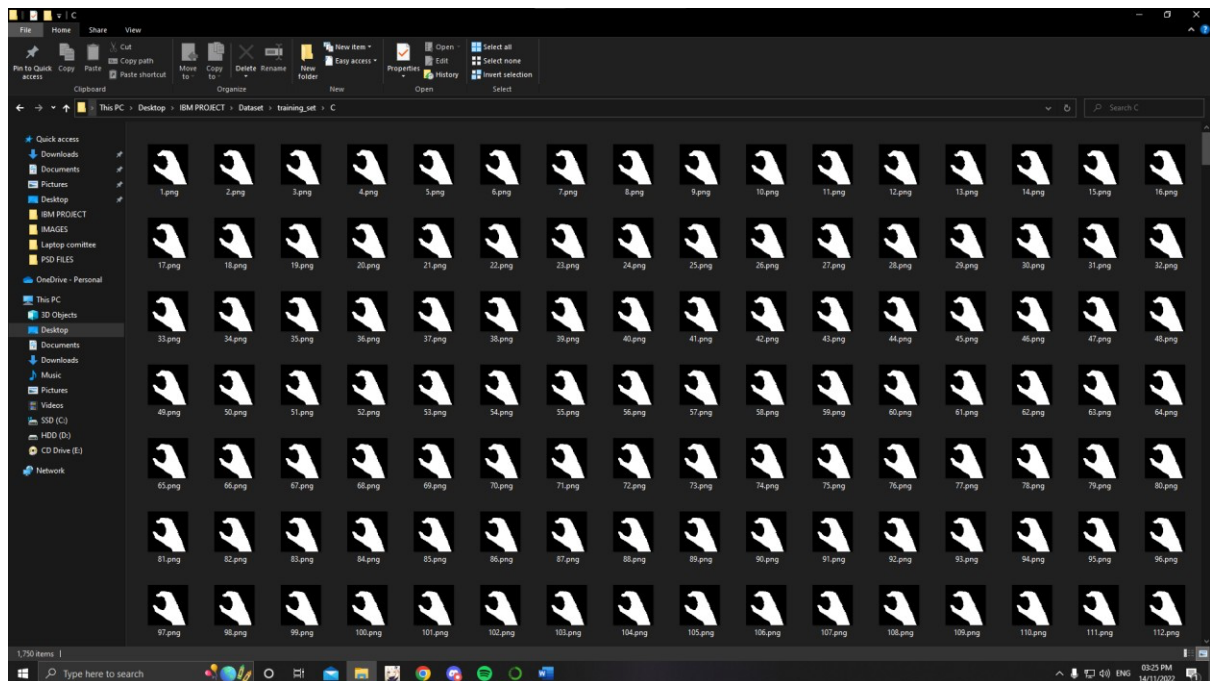 C
File Home Share View
Pin to Quick access
Copy
Paste
Cut
Copy path
Paste shortcut
Clipboard
Move to
Copy to
Delete
Rename
Organize
New folder
New item
Easy access
New
Properties
Open
Edit
History
Open
Select all
Select none
Invert selection
Select
This PC > Desktop > IBM PROJECT > Dataset > training_set > C
Search C
Quick access
Downloads
Documents
Pictures
Desktop
IBM PROJECT
IMAGES
Laptop comittee
PSD FILES
OneDrive - Personal
This PC
3D Objects
Desktop
Documents
Downloads
Music
Pictures
Videos
SSD (C:)
HDD (D:)
CD Drive (E:)
Network
1.png 2.png 3.png 4.png 5.png 6.png 7.png 8.png 9.png 10.png 11.png 12.png 13.png 14.png 15.png 16.png
17.png 18.png 19.png 20.png 21.png 22.png 23.png 24.png 25.png 26.png 27.png 28.png 29.png 30.png 31.png 32.png
33.png 34.png 35.png 36.png 37.png 38.png 39.png 40.png 41.png 42.png 43.png 44.png 45.png 46.png 47.png 48.png
49.png 50.png 51.png 52.png 53.png 54.png 55.png 56.png 57.png 58.png 59.png 60.png 61.png 62.png 63.png 64.png
65.png 66.png 67.png 68.png 69.png 70.png 71.png 72.png 73.png 74.png 75.png 76.png 77.png 78.png 79.png 80.png
81.png 82.png 83.png 84.png 85.png 86.png 87.png 88.png 89.png 90.png 91.png 92.png 93.png 94.png 95.png 96.png
97.png 98.png 99.png 100.png 101.png 102.png 103.png 104.png 105.png 106.png 107.png 108.png 109.png 110.png 111.png 112.png
1,750 items
Type here to search
ENG
03:25 PM
14/11/2022